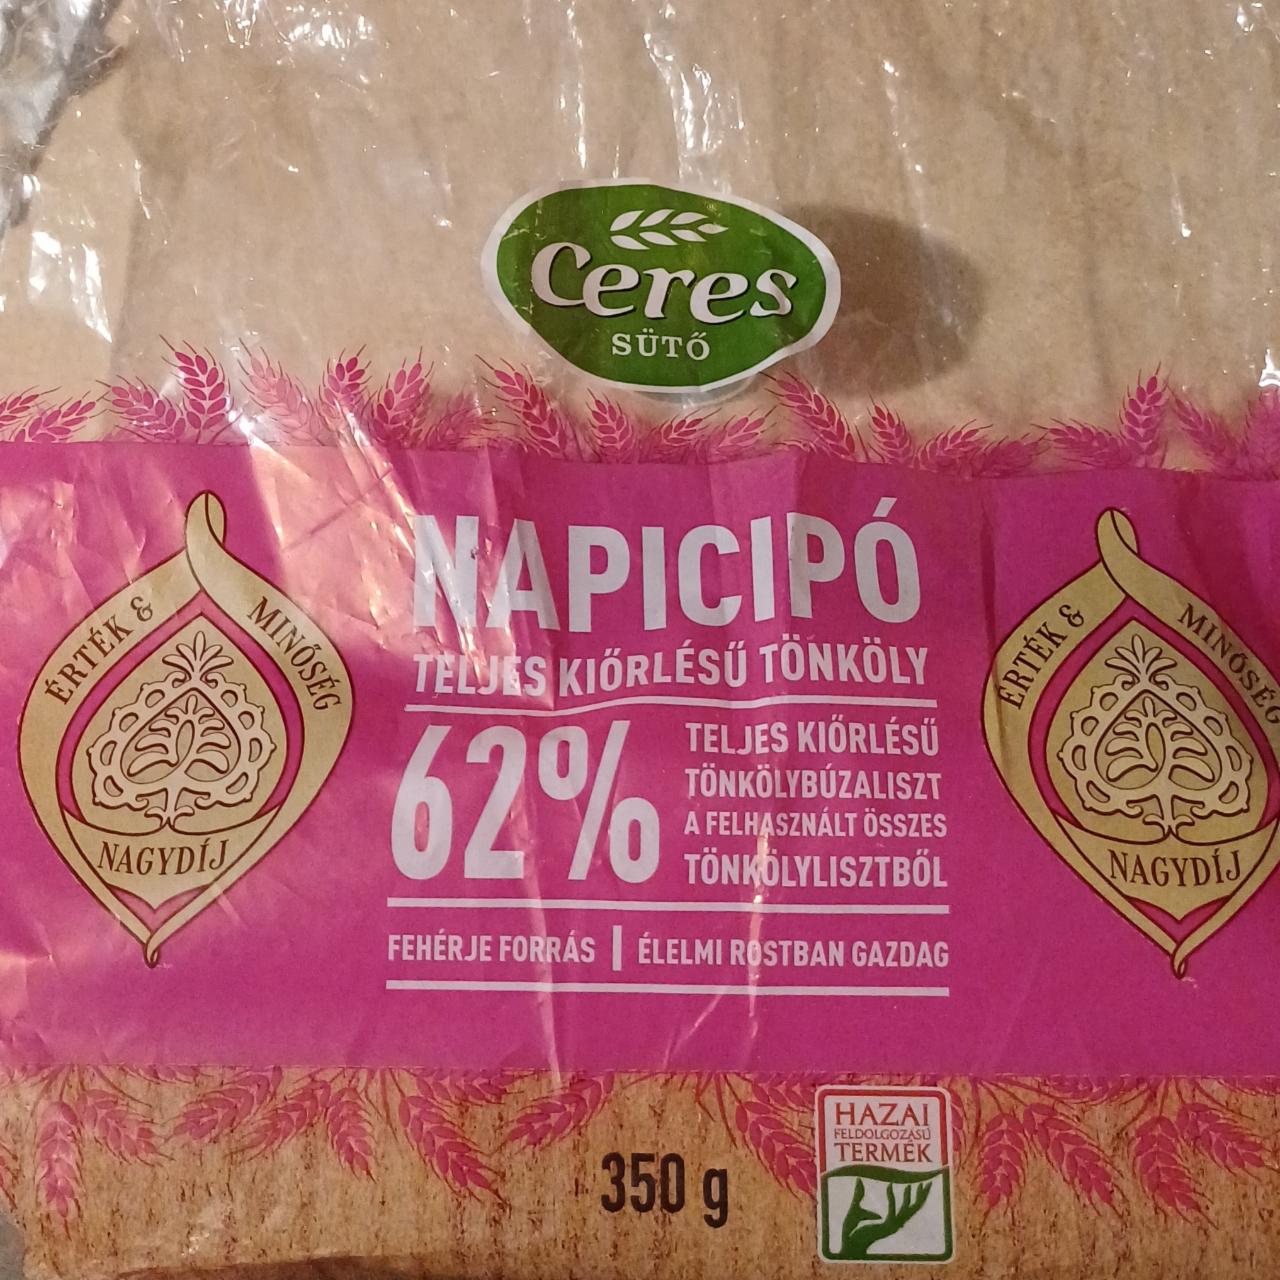 Ceres
SÜTŐ
NAPICIPÓ
TELJES KIŐRLÉSŰ TÖNKÖLY
62%
TELJES KIŐRLÉSŰ
TÖNKÖLYBÚZALISZT
A FELHASZNÁLT ÖSSZES
TÖNKÖLYLISZTBŐL
FEHÉRJE FORRÁS | ÉLELMI ROSTBAN GAZDAG
ÉRTÉK & MINŐSÉG
NAGYDÍJ
ÉRTÉK & MINŐSÉG
NAGYDÍJ
350 g
HAZAI
FELDOLGOZÁSÚ
TERMÉK